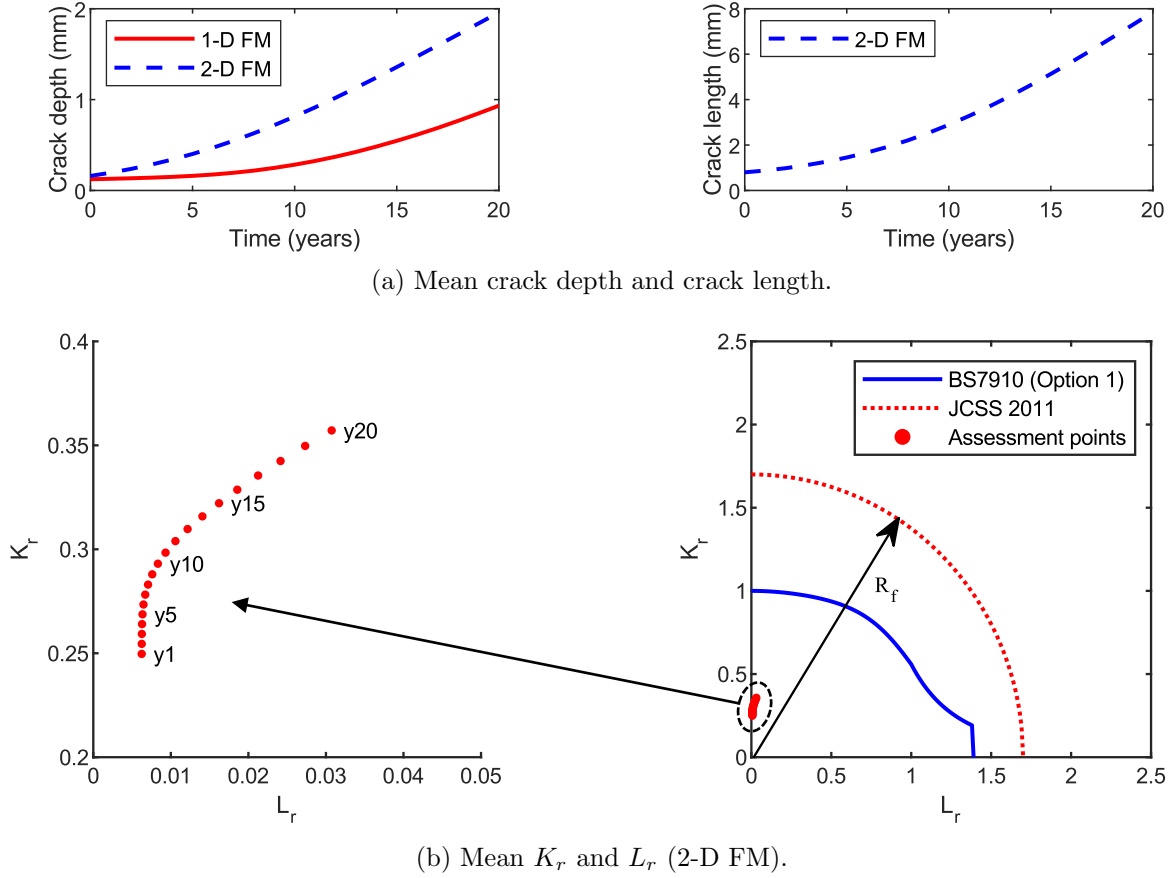 Crack depth (mm)
2
1
0
1-D FM
2-D FM
0 5 10 15 20
Time (years)
Crack length (mm)
8
6
4
2
0
2-D FM
0 5 10 15 20
Time (years)
(a) Mean crack depth and crack length.
K_r
0.4
0.35
0.3
0.25
0.2
y20
y15
y10
y5
y1
0 0.01 0.02 0.03 0.04 0.05
L_r
K_r
2.5
2
1.5
1
0.5
0
BS7910 (Option 1)
JCSS 2011
Assessment points
R_f
0 0.5 1 1.5 2 2.5
L_r
(b) Mean K_r and L_r (2-D FM).